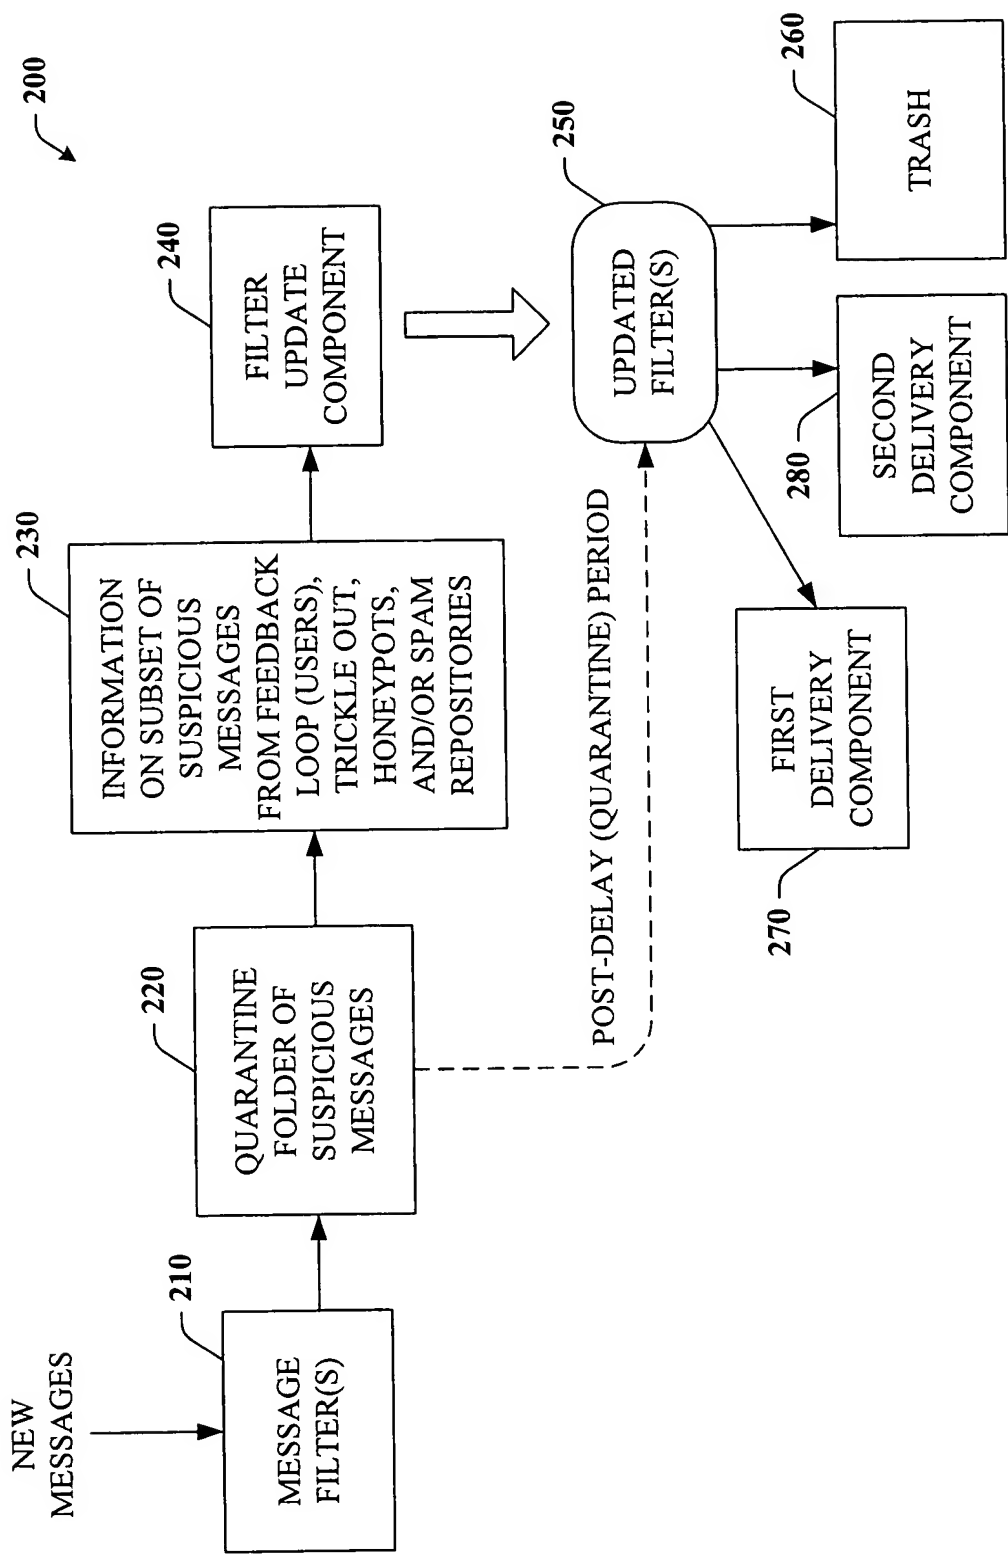 200
NEW
MESSAGES
210
MESSAGE
FILTER(S)
220
QUARANTINE
FOLDER OF
SUSPICIOUS
MESSAGES
230
INFORMATION
ON SUBSET OF
SUSPICIOUS
MESSAGES
FROM FEEDBACK
LOOP (USERS),
TRICKLE OUT,
HONEYPOTS,
AND/OR SPAM
REPOSITORIES
240
FILTER
UPDATE
COMPONENT
POST-DELAY (QUARANTINE) PERIOD
250
UPDATED
FILTER(S)
270
FIRST
DELIVERY
COMPONENT
280
SECOND
DELIVERY
COMPONENT
260
TRASH